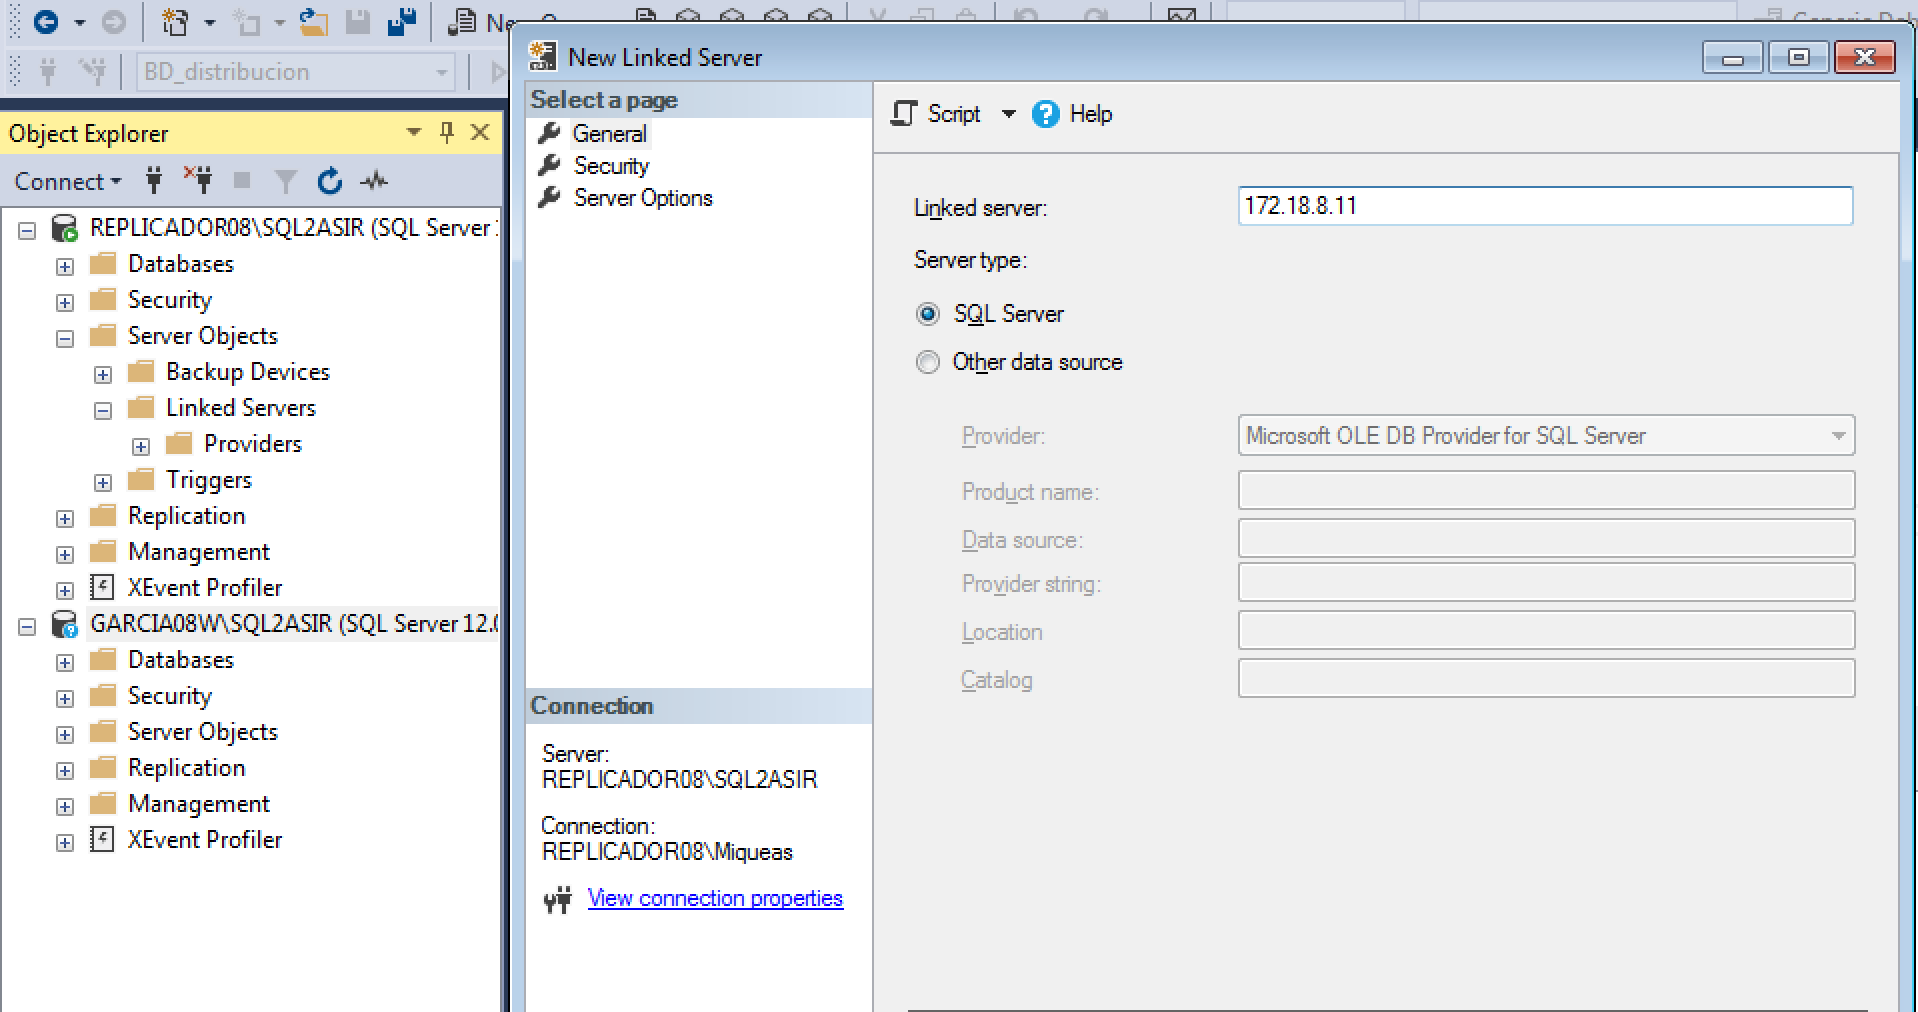 BD_distribucion
Object Explorer
Connect
REPLICADOR08\SQL2ASIR (SQL Server
Databases
Security
Server Objects
Backup Devices
Linked Servers
Providers
Triggers
Replication
Management
XEvent Profiler
GARCIA08W\SQL2ASIR (SQL Server 12.
Databases
Security
Server Objects
Replication
Management
XEvent Profiler
New Linked Server
Select a page
General
Security
Server Options
Connection
Server:
REPLICADOR08\SQL2ASIR
Connection:
REPLICADOR08\Miqueas
View connection properties
Script
Help
Linked server:
172.18.8.11
Server type:
SQL Server
Other data source
Provider:
Microsoft OLE DB Provider for SQL Server
Product name:
Data source:
Provider string:
Location
Catalog